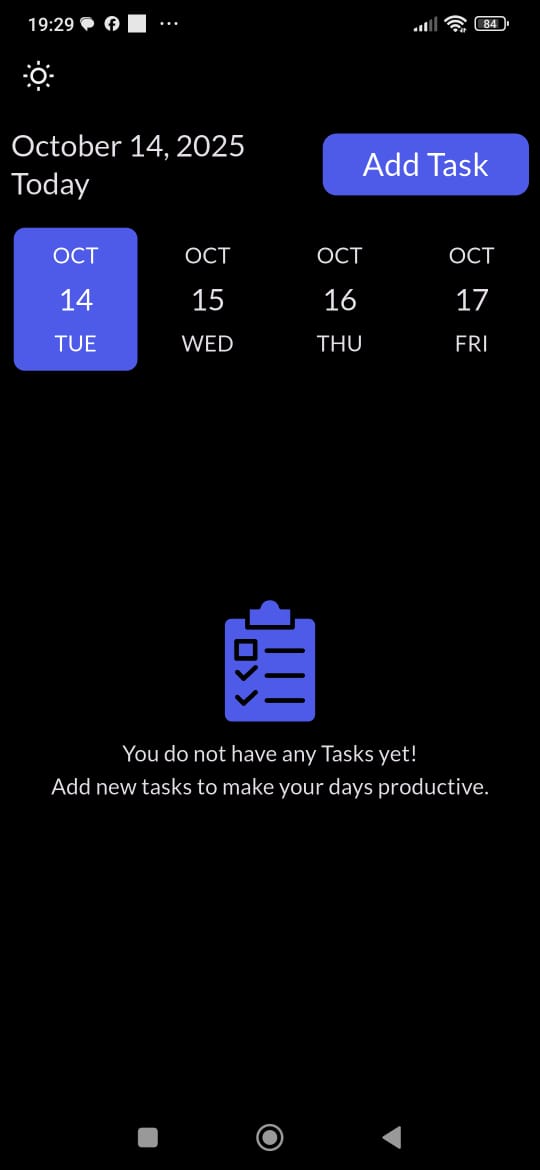 19:29
84
October 14, 2025
Today
Add Task
OCT
14
TUE
OCT
15
WED
OCT
16
THU
OCT
17
FRI
You do not have any Tasks yet!
Add new tasks to make your days productive.